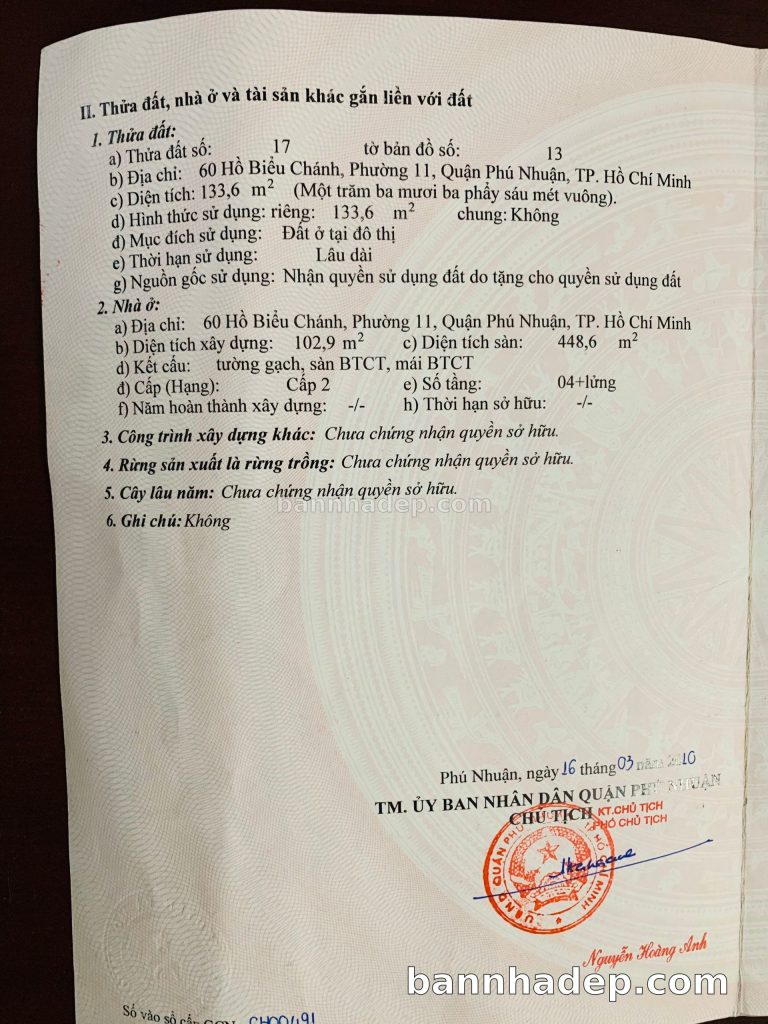 II. Thửa đất, nhà ở và tài sản khác gắn liền với đất
1. Thửa đất:
a) Thửa đất số: 17 tờ bản đồ số: 13
b) Địa chỉ: 60 Hồ Biểu Chánh, Phường 11, Quận Phú Nhuận, TP. Hồ Chí Minh
c) Diện tích: 133,6 m² (Một trăm ba mươi ba phẩy sáu mét vuông).
d) Hình thức sử dụng: riêng: 133,6 m² chung: Không
đ) Mục đích sử dụng: Đất ở tại đô thị
e) Thời hạn sử dụng: Lâu dài
g) Nguồn gốc sử dụng: Nhận quyền sử dụng đất do tặng cho quyền sử dụng đất
2. Nhà ở:
a) Địa chỉ: 60 Hồ Biểu Chánh, Phường 11, Quận Phú Nhuận, TP. Hồ Chí Minh
b) Diện tích xây dựng: 102,9 m² c) Diện tích sàn: 448,6 m²
d) Kết cấu: tường gạch, sàn BTCT, mái BTCT
đ) Cấp (Hạng): Cấp 2 e) Số tầng: 04+lửng
f) Năm hoàn thành xây dựng: -/- h) Thời hạn sở hữu: -/-
3. Công trình xây dựng khác: Chưa chứng nhận quyền sở hữu.
4. Rừng sản xuất là rừng trồng: Chưa chứng nhận quyền sở hữu.
5. Cây lâu năm: Chưa chứng nhận quyền sở hữu.
bannhadep.com
6. Ghi chú: Không
Phú Nhuận, ngày 16 tháng 03 năm 2010
TM. ỦY BAN NHÂN DÂN QUẬN PHÚ NHUẬN
CHỦ TỊCH KT.CHỦ TỊCH
PHÓ CHỦ TỊCH
Nguyễn Hoàng Anh
bannhadep.com
Số vào sổ cấp GCN CH00491